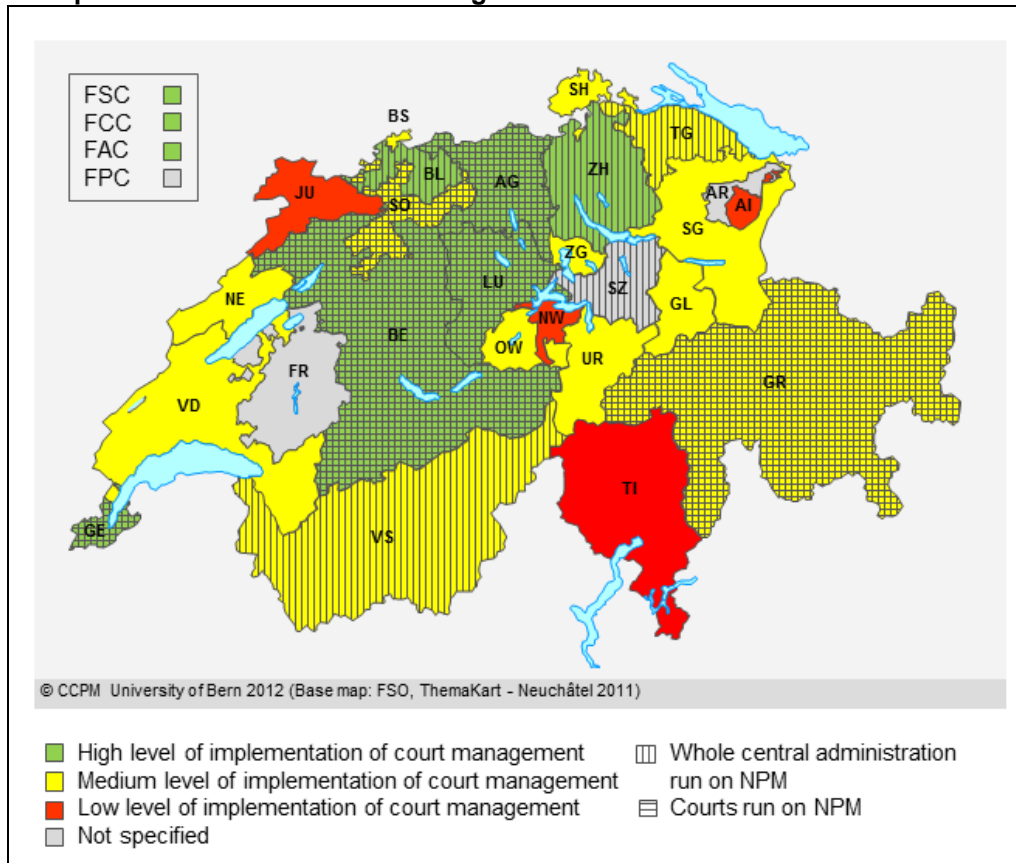 FSC
FCC
FAC
FPC
SH
BS
TG
BL
ZH
JU
AG
AR
AI
SO
SG
ZG
LU
SZ
NE
NW
GL
BE
OW
UR
FR
GR
VD
TI
GE
VS
© CCPM University of Bern 2012 (Base map: FSO, ThemaKart - Neuchâtel 2011)
High level of implementation of court management
Medium level of implementation of court management
Low level of implementation of court management
Not specified
Whole central administration
run on NPM
Courts run on NPM